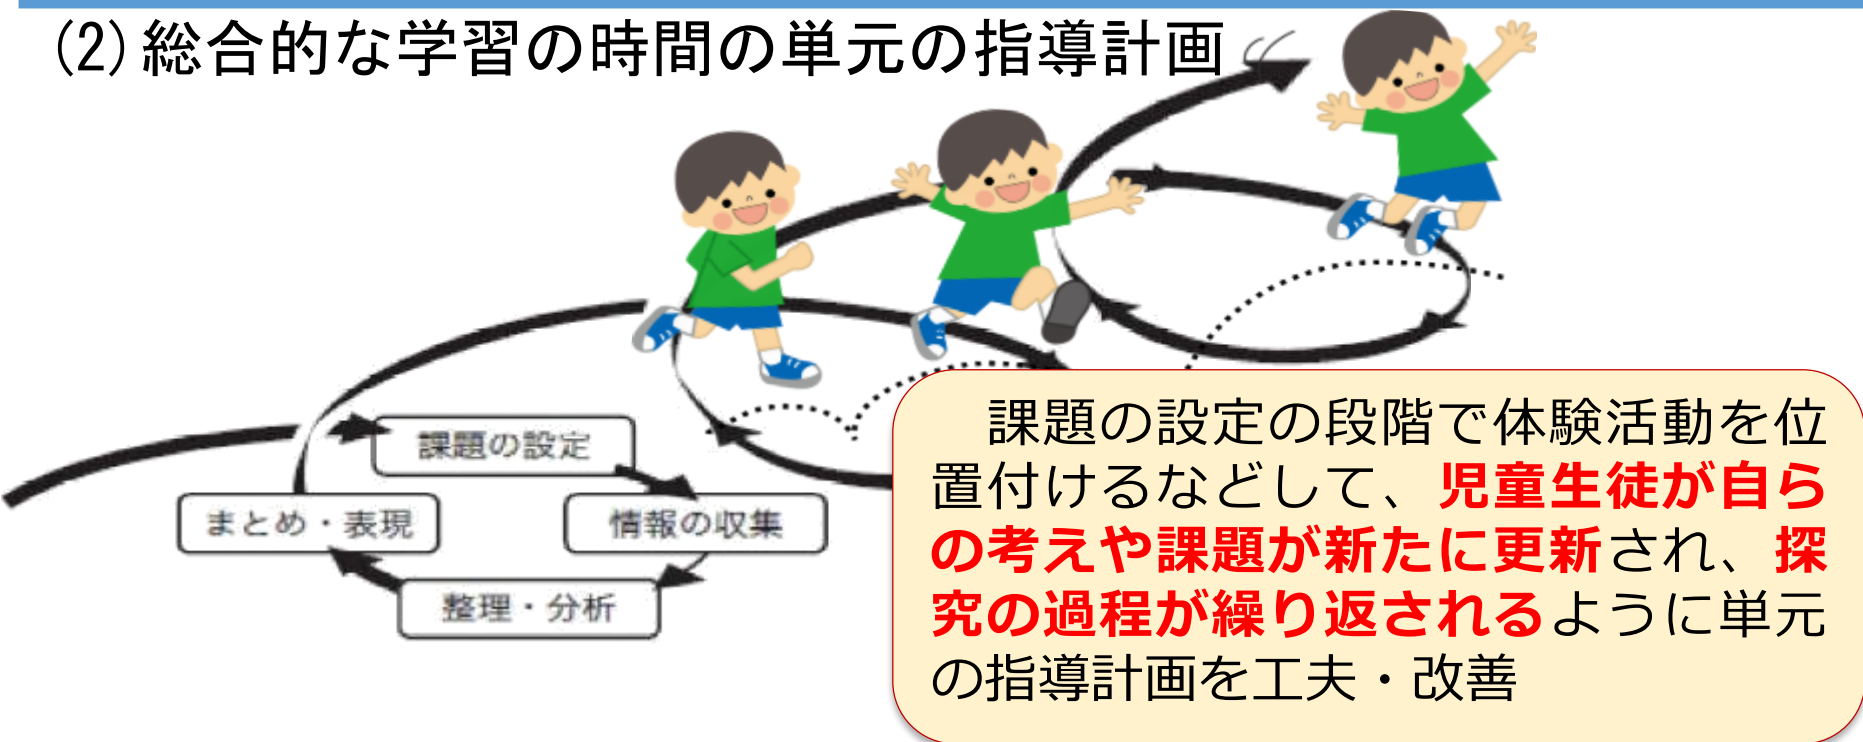 (2)総合的な学習の時間の単元の指導計画
課題の設定
まとめ・表現
情報の収集
整理・分析
　課題の設定の段階で体験活動を位
置付けるなどして、児童生徒が自ら
の考えや課題が新たに更新され、探
究の過程が繰り返されるように単元
の指導計画を工夫・改善